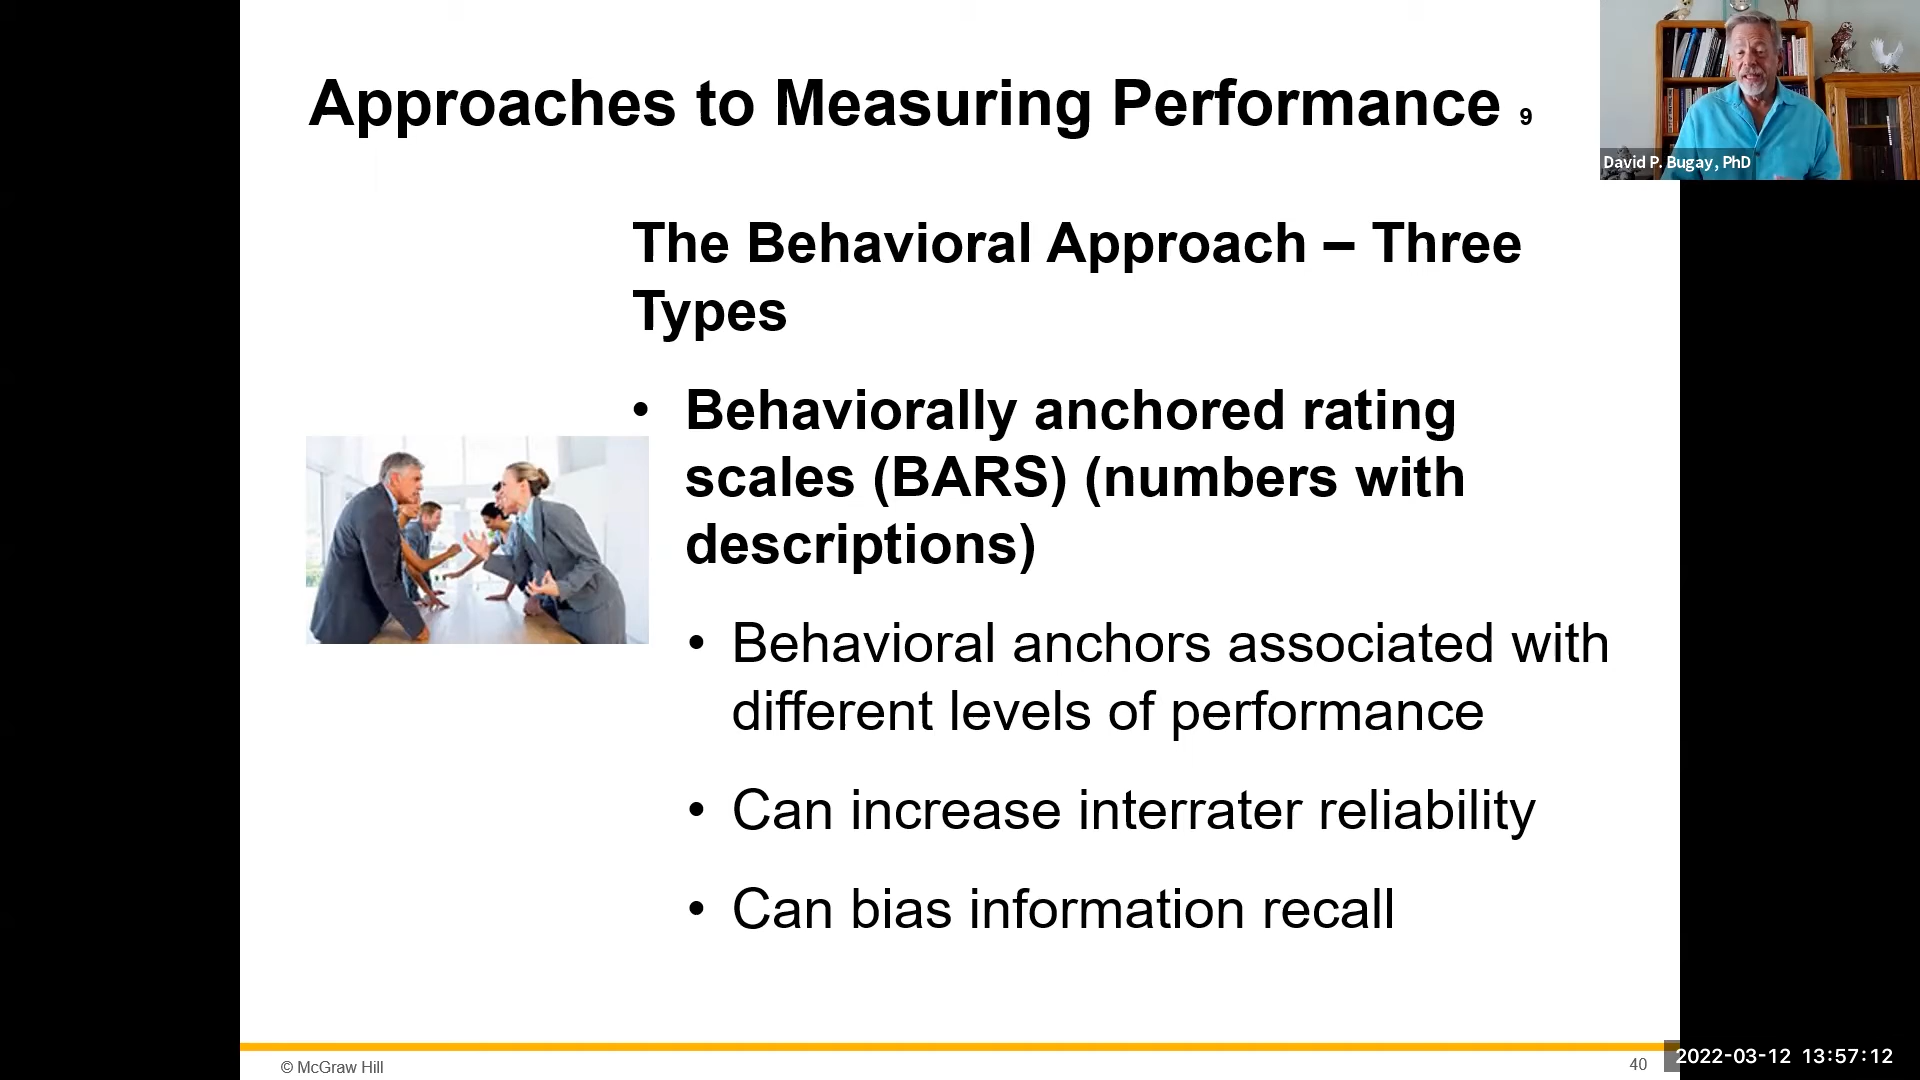 Approaches to Measuring Performance 9
David P. Bugay, PhD
The Behavioral Approach – Three
Types
• Behaviorally anchored rating
scales (BARS) (numbers with
descriptions)
• Behavioral anchors associated with
different levels of performance
• Can increase interrater reliability
• Can bias information recall
© McGraw Hill
40
2022-03-12 13:57:12